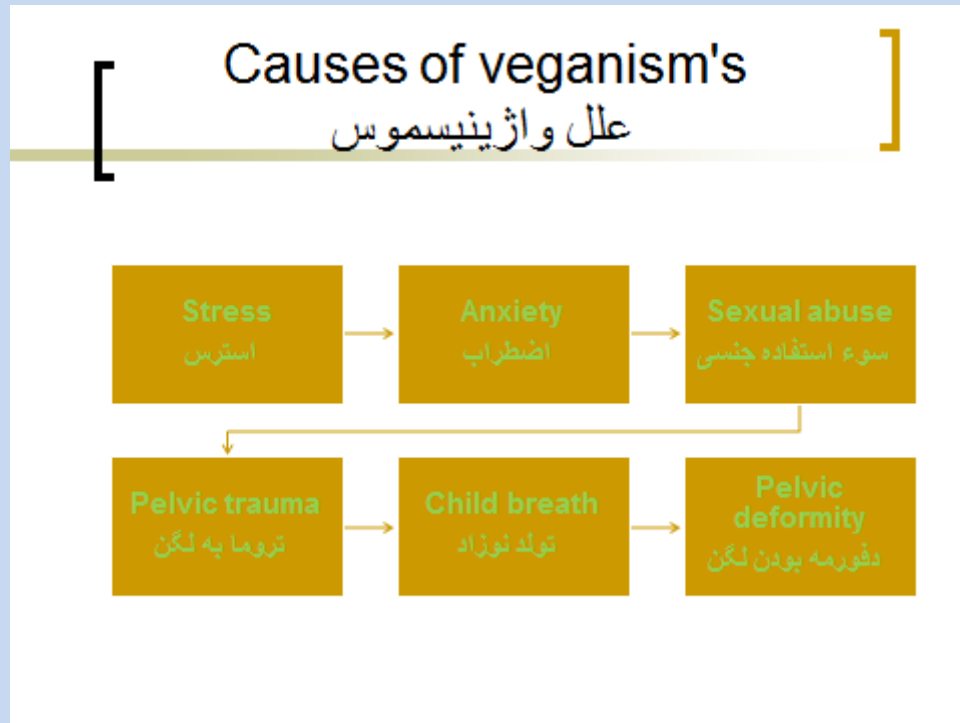 Causes of veganism's
علل واژینیسموس
Stress
استرس
Anxiety
اضطراب
Sexual abuse
سوء استفاده جنسی
Pelvic trauma
تروما به لگن
Child breath
تولد نوزاد
Pelvic
deformity
دفورمه بودن لگن